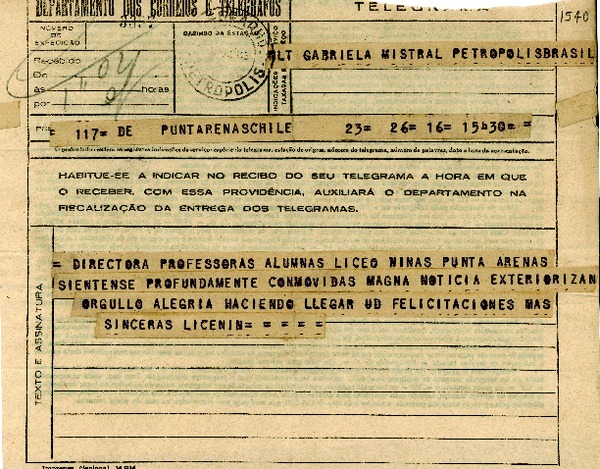 DEPARTAMENTO DOS CORREIOS E TELEGRAFOS
TELEGRAMA
1540
NÚMERO
DE
EXPEDIÇÃO
CARIMBO DA ESTAÇÃO
PETROPOLIS
INDICAÇÕES
Recebido
De
ás
horas
por
NLT GABRIELA MISTRAL PETROPOLISBRASIL
= 117= DE PUNTARENASCHILE 23= 26= 16= 15H30= =
HABITUE-SE A INDICAR NO RECIBO DO SEU TELEGRAMA A HORA EM QUE
O RECEBER. COM ESSA PROVIDÊNCIA, AUXILIARÁ O DEPARTAMENTO NA
FISCALIZAÇÃO DA ENTREGA DOS TELEGRAMAS.
TEXTO E ASSINATURA
= DIRECTORA PROFESSORAS ALUMNAS LICEO NINAS PUNTA ARENAS
SIENTENSE PROFUNDAMENTE CONMOVIDAS MAGNA NOTICIA EXTERIORIZAN
ORGULLO ALEGRIA HACIENDO LLEGAR UD FELICITACIONES MAS
SINCERAS LICENIN= = = = =